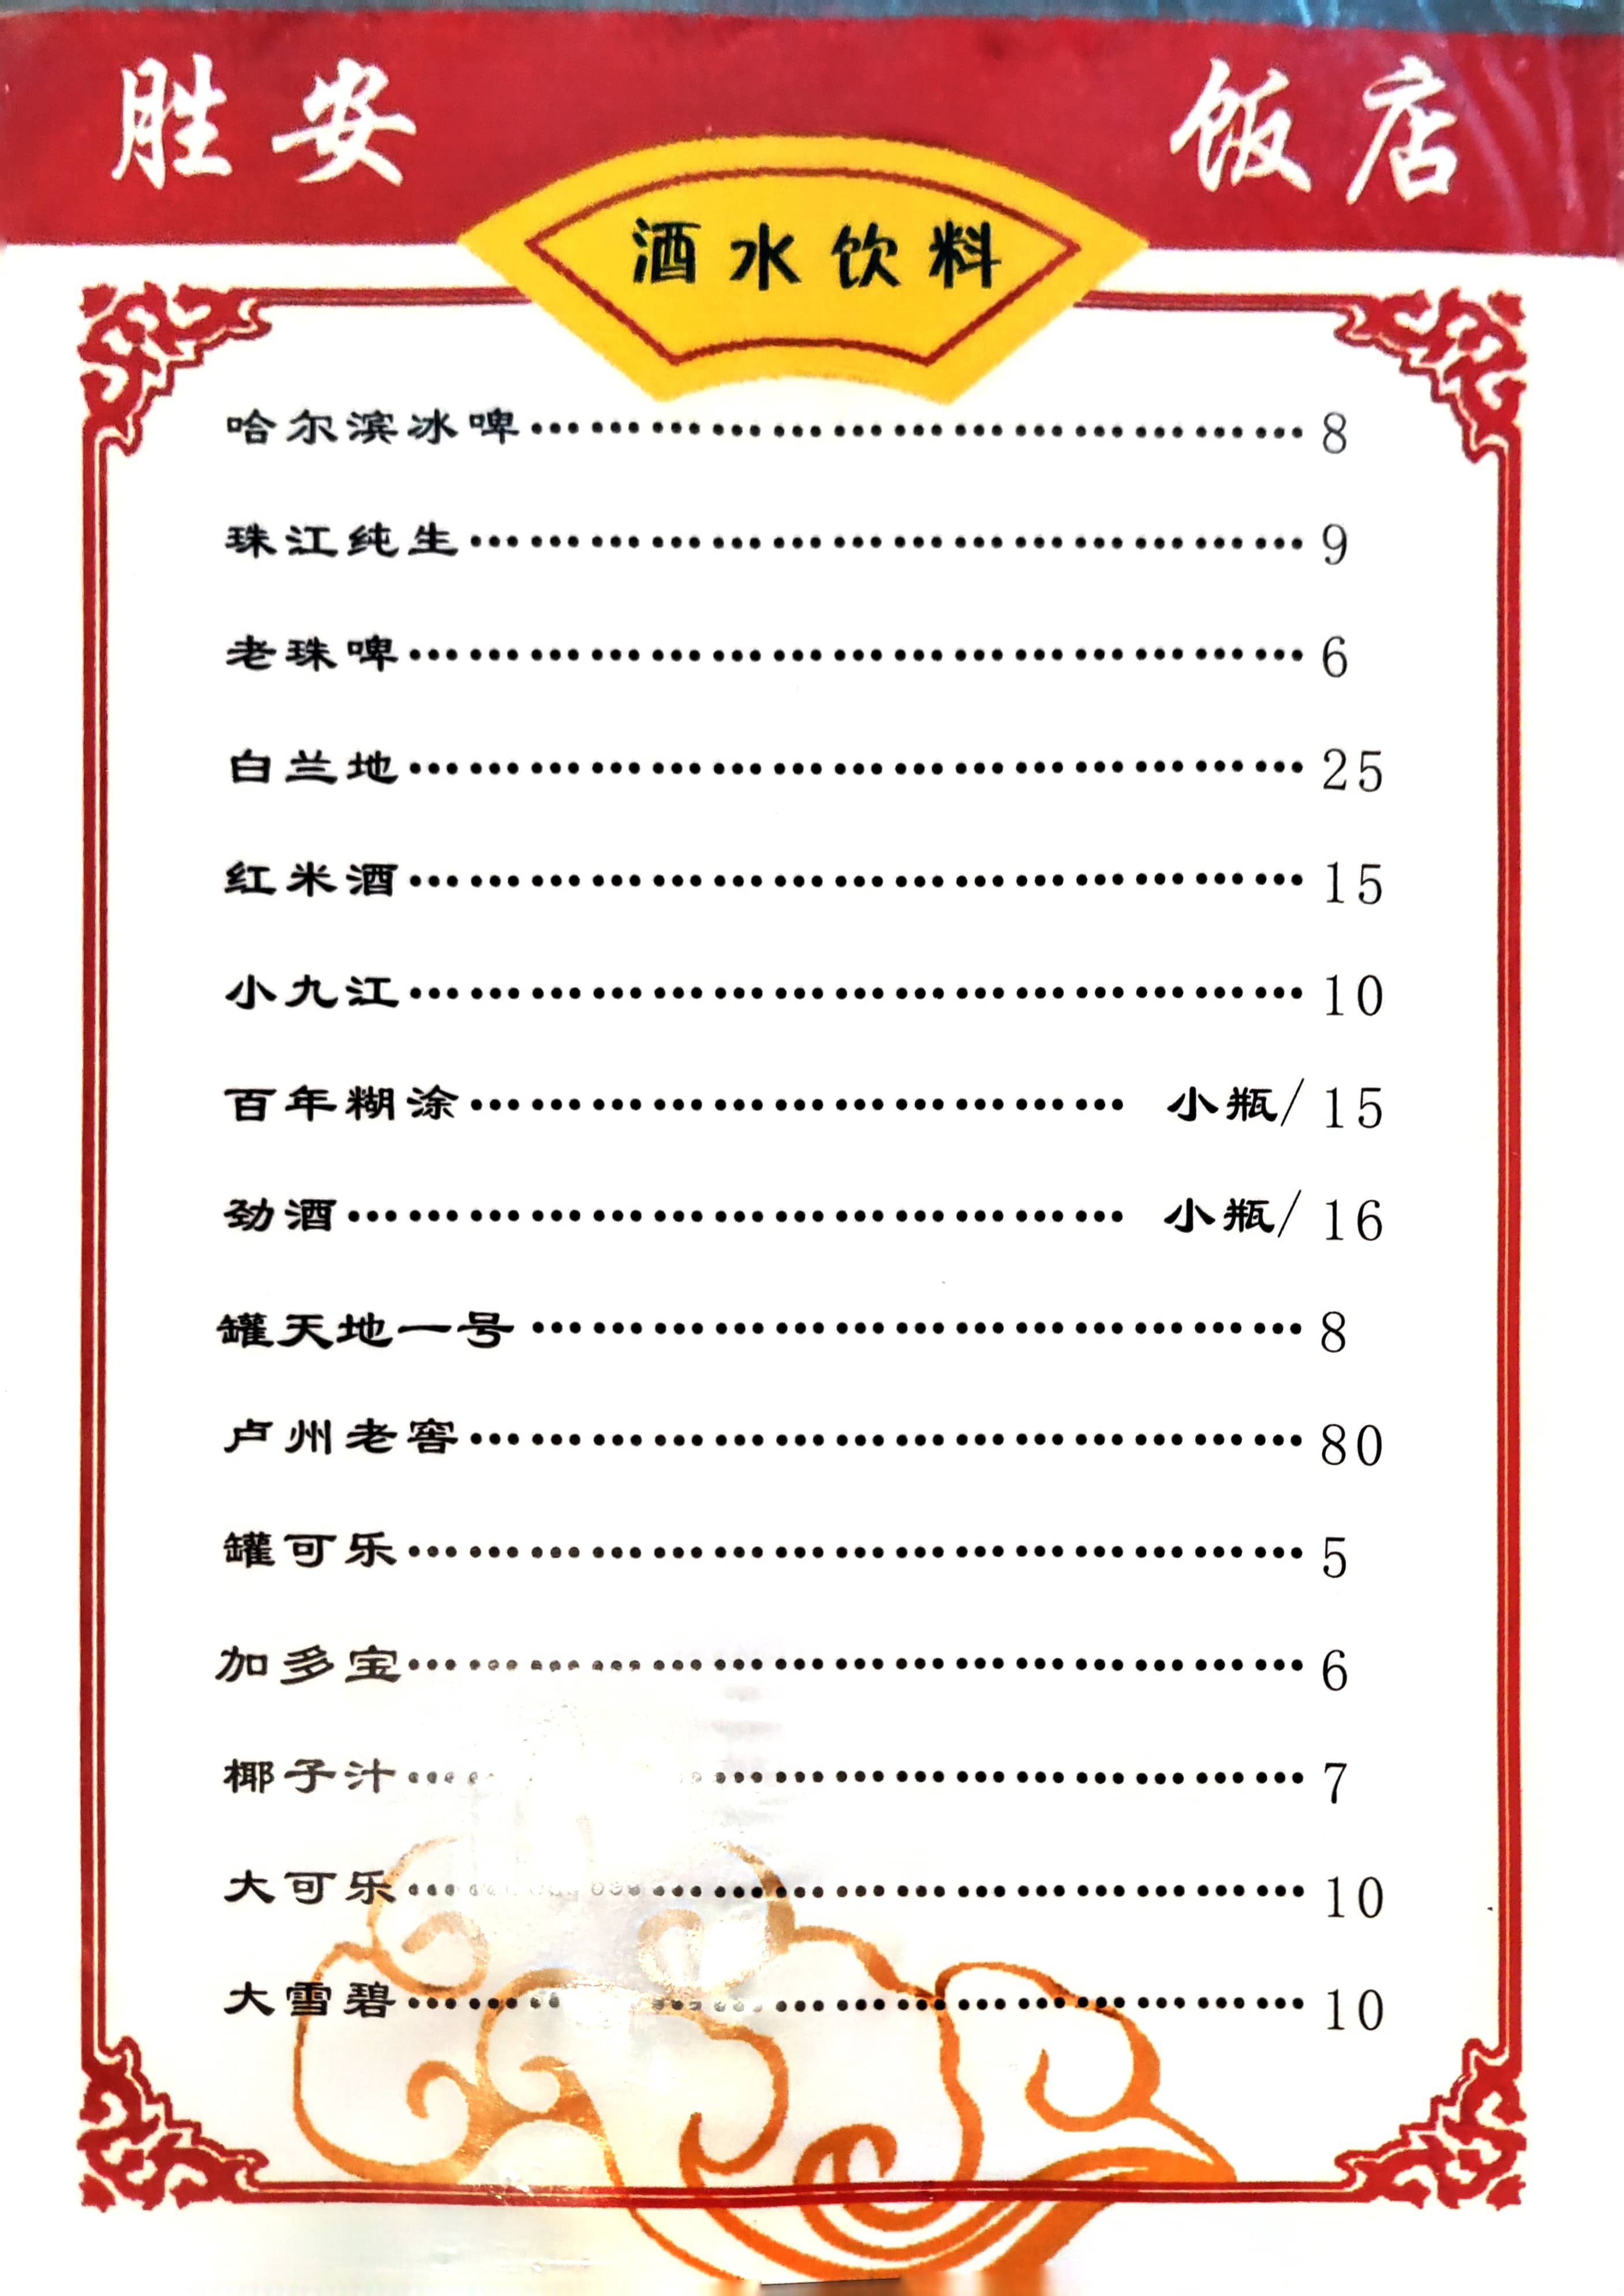 胜安 饭店
酒水饮料
哈尔滨冰啤……………………………………8
珠江纯生………………………………………9
老珠啤…………………………………………6
白兰地…………………………………………25
红米酒…………………………………………15
小九江…………………………………………10
百年糊涂……………………………… 小瓶/15
劲酒…………………………………… 小瓶/16
罐天地一号……………………………………8
卢州老窖………………………………………80
罐可乐…………………………………………5
加多宝…………………………………………6
椰子汁…………………………………………7
大可乐…………………………………………10
大雪碧…………………………………………10